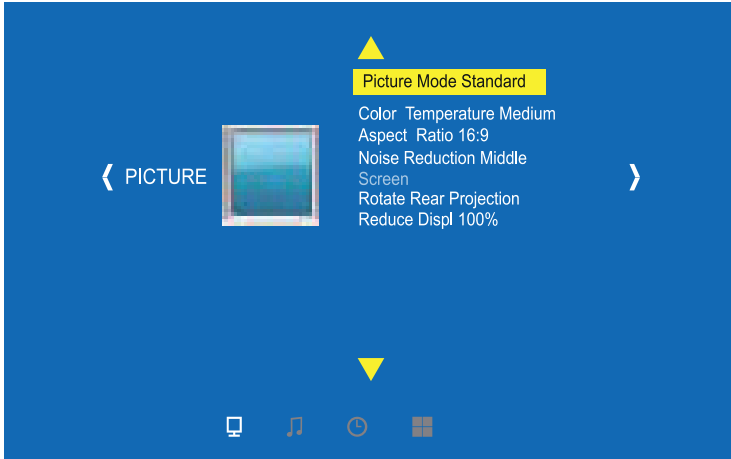 PICTURE
Picture Mode Standard
Color Temperature Medium
Aspect Ratio 16:9
Noise Reduction Middle
Screen
Rotate Rear Projection
Reduce Displ 100%